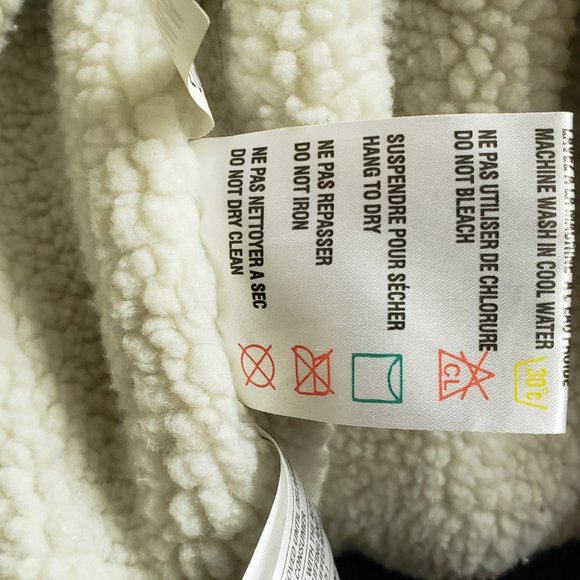 MACHINE WASH IN COOL WATER
30°C
NE PAS UTILISER DE CHLORURE
DO NOT BLEACH
CL
SUSPENDRE POUR SÉCHER
HANG TO DRY
NE PAS REPASSER
DO NOT IRON
NE PAS NETTOYER A SEC
DO NOT DRY CLEAN
CONSUMER